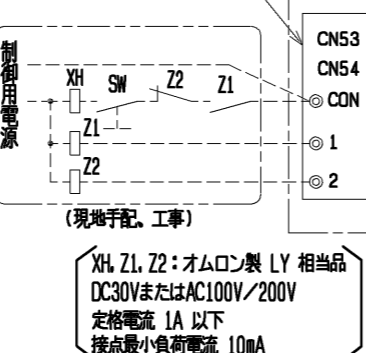 制御用電源
XH
SW
Z2
Z1
Z1
Z2
CN53
CN54
CON
1
2
(現地手配、工事)
XH, Z1, Z2：オムロン製 LY 相当品
DC30VまたはAC100V／200V
定格電流 1A 以下
接点最小負荷電流 10mA